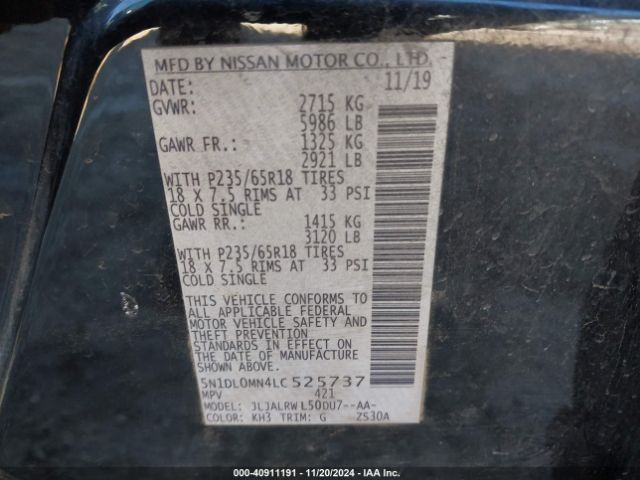 MFD BY NISSAN MOTOR CO., LTD.
DATE: 11/19
GVWR: 2715 KG
5986 LB
GAWR FR.: 1325 KG
2921 LB
WITH P235/65R18 TIRES
18 X 7.5 RIMS AT 33 PSI
COLD SINGLE
GAWR RR.: 1415 KG
3120 LB
WITH P235/65R18 TIRES
18 X 7.5 RIMS AT 33 PSI
COLD SINGLE
THIS VEHICLE CONFORMS TO
ALL APPLICABLE FEDERAL
MOTOR VEHICLE SAFETY AND
THEFT PREVENTION
STANDARDS IN EFFECT ON
THE DATE OF MANUFACTURE
SHOWN ABOVE.
5N1DL0MN4LC525737
MPV 421
MODEL: JLJALRWL50DU7--AA-
COLOR: KH3 TRIM: G ZS30A
000-40911191 - 11/20/2024 - IAA Inc.